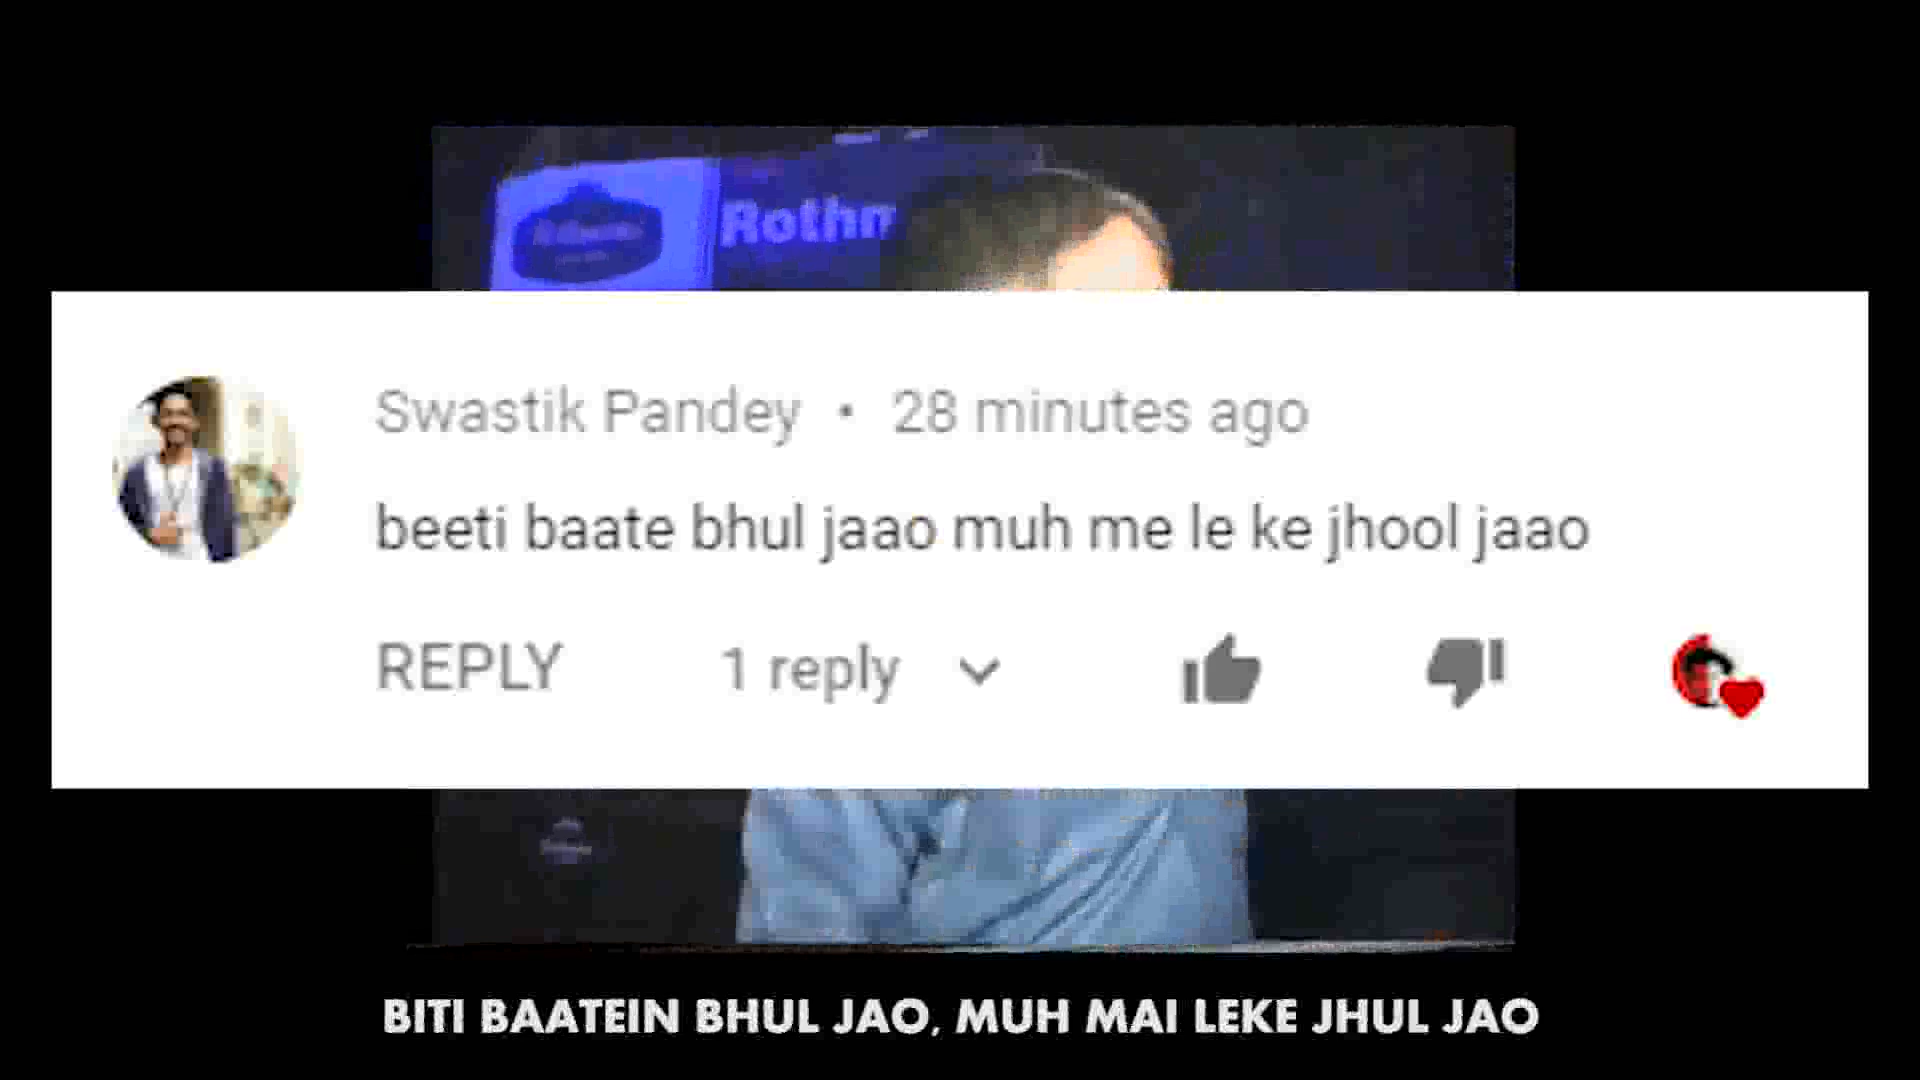 Rothm
Swastik Pandey • 28 minutes ago
beeti baate bhul jaao muh me le ke jhool jaao
REPLY 1 reply
BITI BAATEIN BHUL JAO, MUH MAI LEKE JHUL JAO